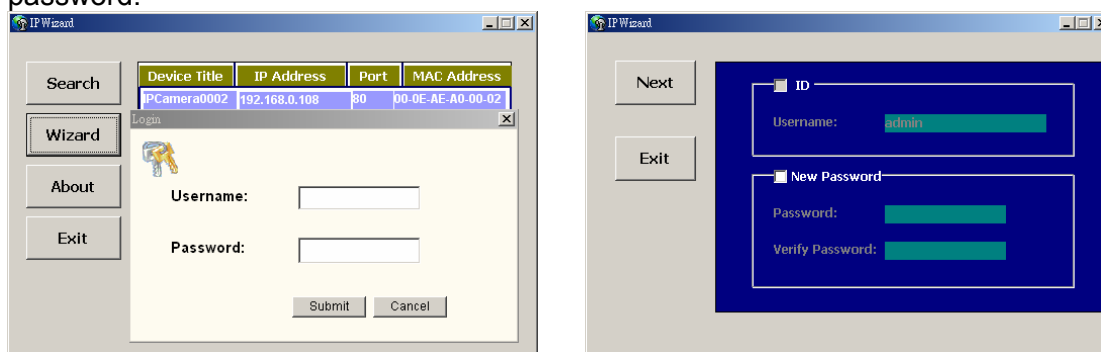 password.
IP Wizard
Search
Wizard
About
Exit
Device Title IP Address Port MAC Address
IPCamera0002 192.168.0.108 80 00-0E-AE-A0-00-02
Login
Username:
Password:
Submit Cancel
IP Wizard
Next
Exit
ID
Username: admin
New Password
Password:
Verify Password: